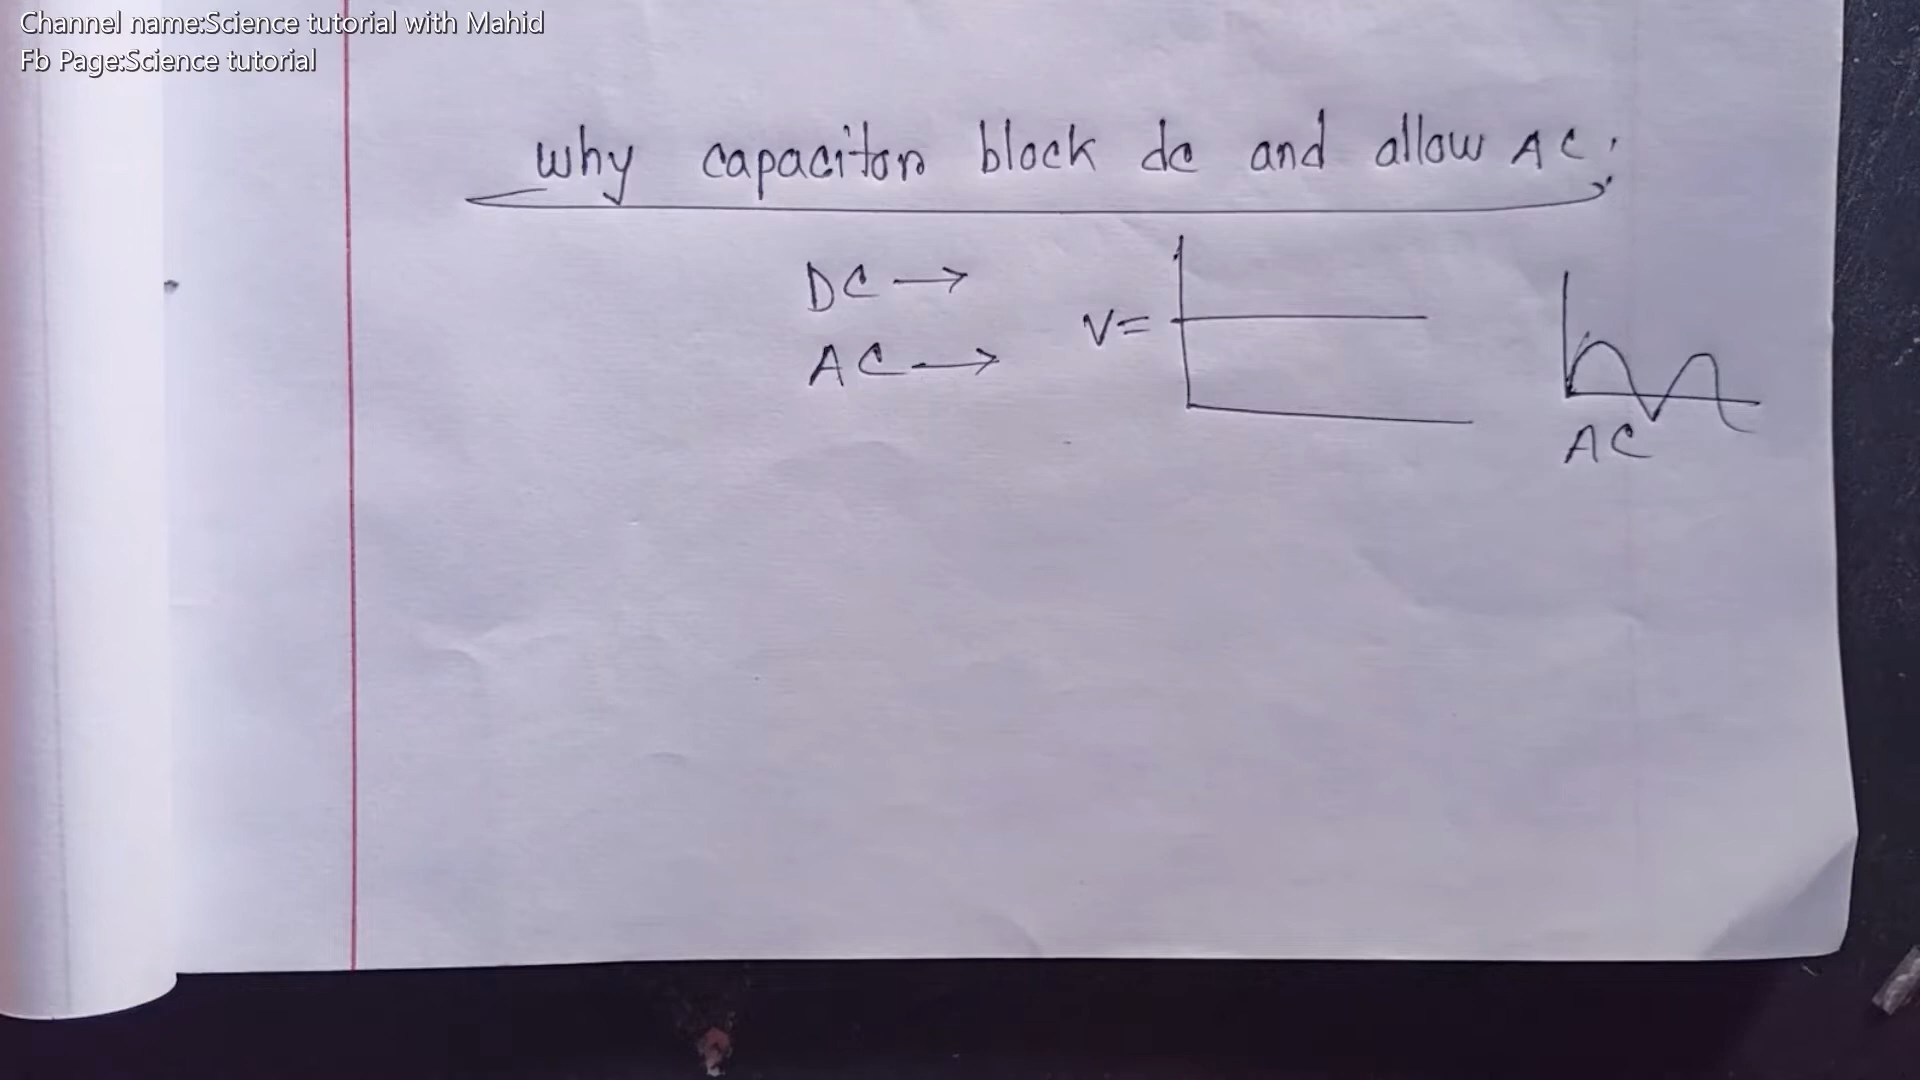 Channel name:Science tutorial with Mahid
Fb Page:Science tutorial
why capaciton block dc and allow AC.
DC →
AC →
V=
AC